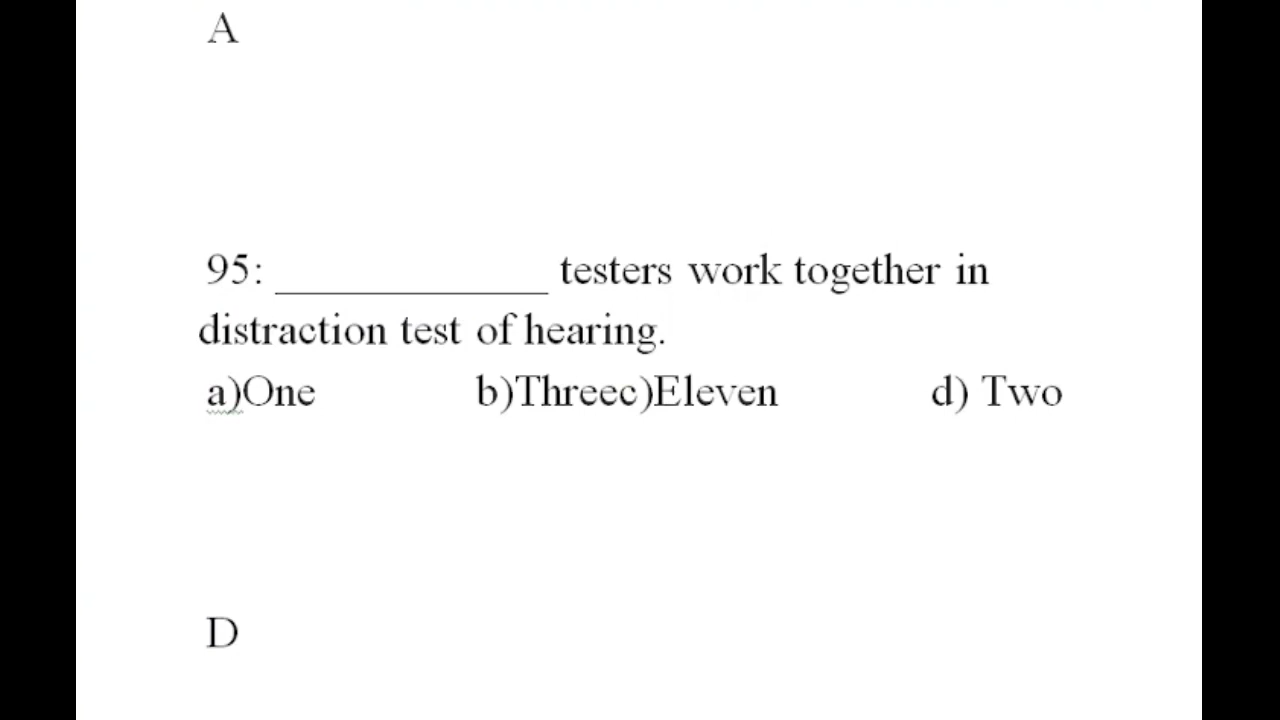 A
95: _____________ testers work together in
distraction test of hearing.
a)One b)Threec)Eleven d) Two
D